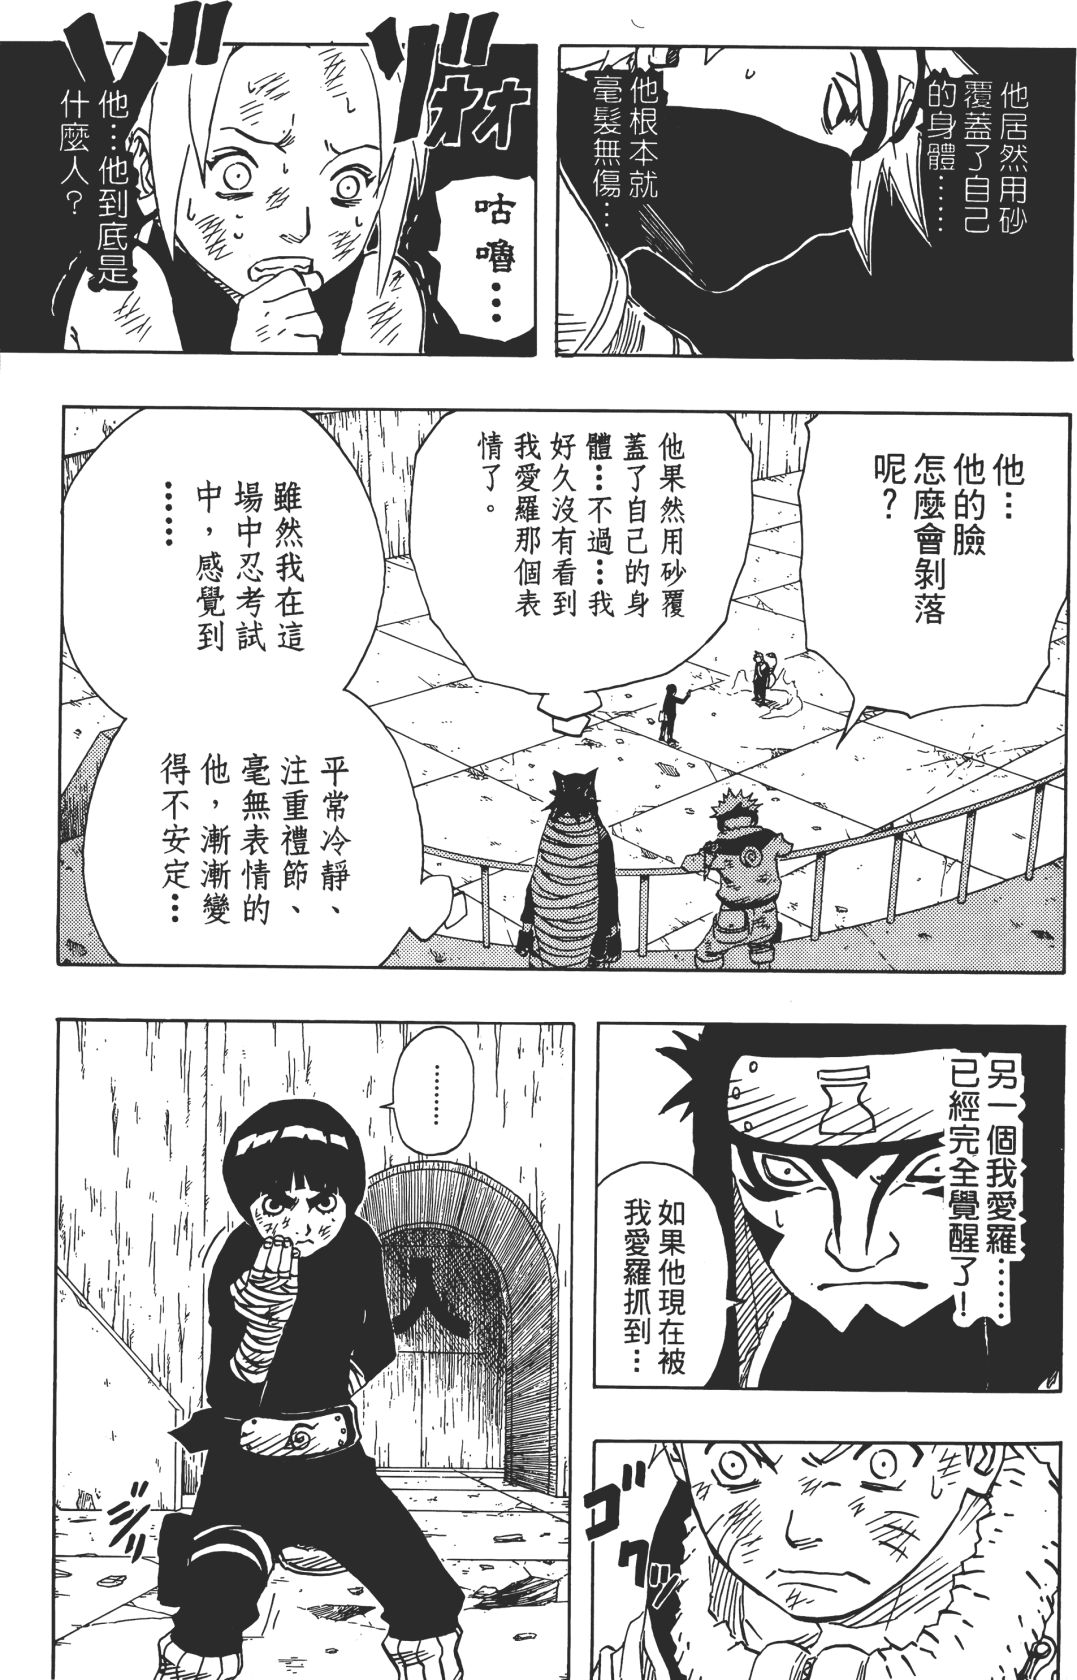 他居然用砂
覆蓋了自己
的身體……
他根本就
毫髮無傷…
ゴオオオ
咕嚕…
他…他到底是
什麼人？
他…
他的臉
怎麼會剝落
呢？
他果然用砂覆
蓋了自己的身
體…不過…我
好久沒有看到
我愛羅那個表
情了。
雖然我在這
場中忍考試
中，感覺到
……
平常冷靜、
注重禮節、
毫無表情的
他，漸漸變
得不安定…
另一個我愛羅……
已經完全覺醒了！
如果他現在被
我愛羅抓到…
ゴク
………
人